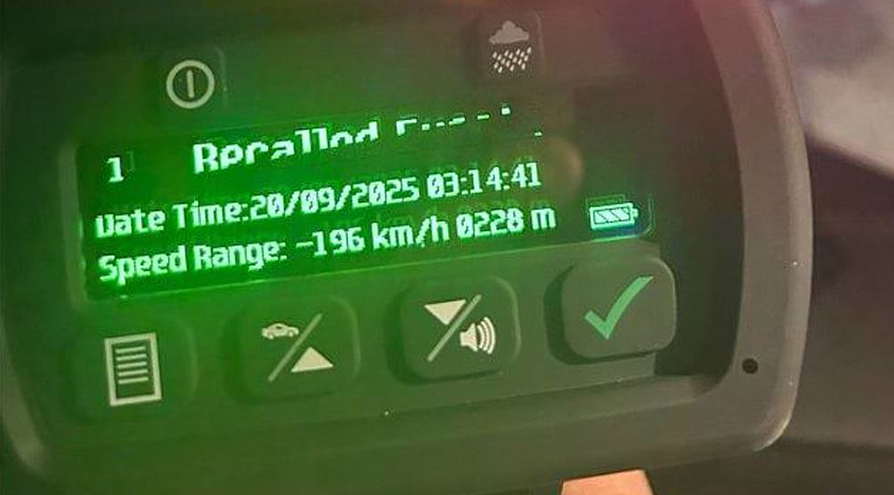 1 Recalled
Date Time:20/09/2025 03:14:41
Speed Range: -196 km/h 0228 m